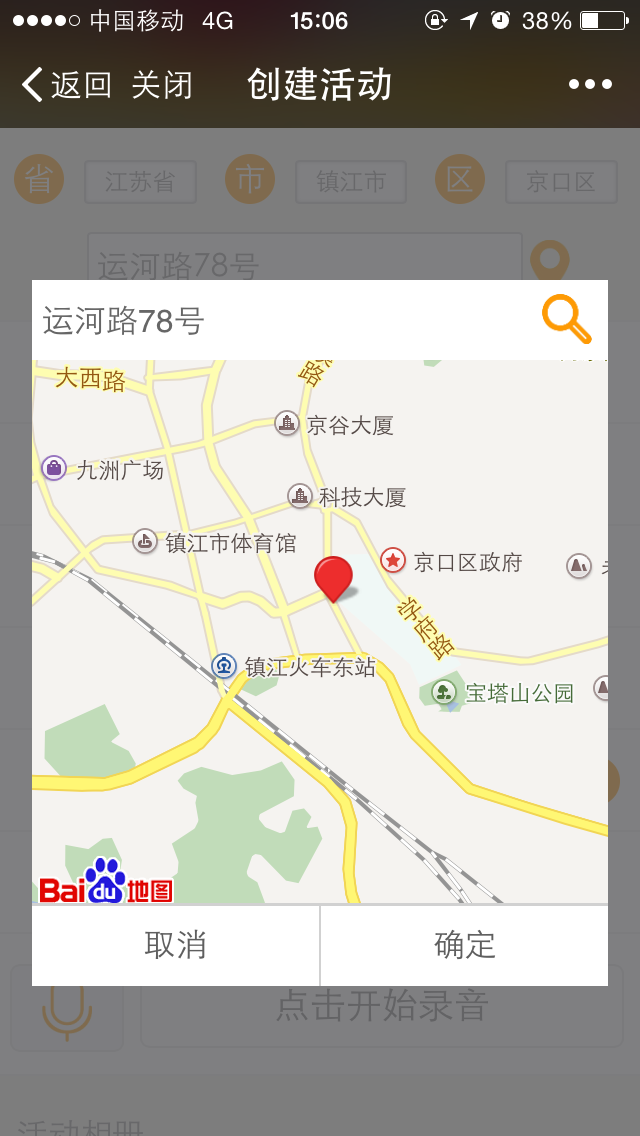 中国移动 4G 15:06 38%
返回 关闭 创建活动
省 江苏省 市 镇江市 区 京口区
运河路78号
运河路78号
大西路
路
京谷大厦
九洲广场
科技大厦
镇江市体育馆
京口区政府
学府路
镇江火车东站
宝塔山公园
Bai du 地图
取消 确定
点击开始录音
活动相册